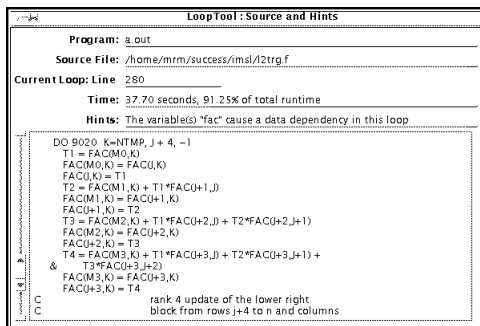 LoopTool : Source and Hints
Program: a.out
Source File: /home/mrm/success/imsl/l2trg.f
Current Loop: Line 280
Time: 37.70 seconds, 91.25% of total runtime
Hints: The variable(s) "fac" cause a data dependency in this loop
DO 9020 K=NTMP, J + 4, -1
T1 = FAC(M0,K)
FAC(M0,K) = FAC(J,K)
FAC(J,K) = T1
T2 = FAC(M1,K) + T1*FAC(J+1,J)
FAC(M1,K) = FAC(J+1,K)
FAC(J+1,K) = T2
T3 = FAC(M2,K) + T1*FAC(J+2,J) + T2*FAC(J+2,J+1)
FAC(M2,K) = FAC(J+2,K)
FAC(J+2,K) = T3
T4 = FAC(M3,K) + T1*FAC(J+3,J) + T2*FAC(J+3,J+1) +
& T3*FAC(J+3,J+2)
FAC(M3,K) = FAC(J+3,K)
FAC(J+3,K) = T4
C rank 4 update of the lower right
C block from rows j+4 to n and columns